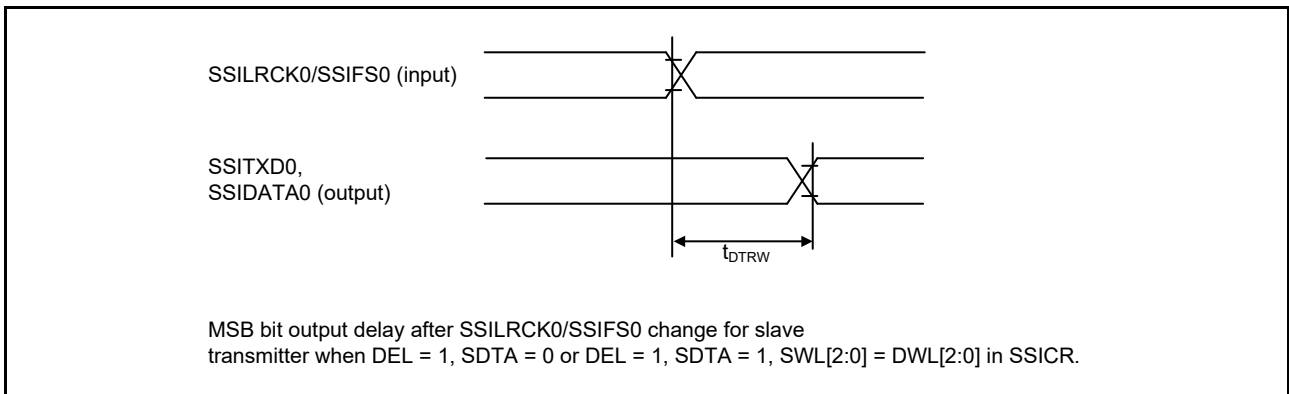 SSILRCK0/SSIFS0 (input)
SSITXD0,
SSIDATA0 (output)
tDTRW
MSB bit output delay after SSILRCK0/SSIFS0 change for slave
transmitter when DEL = 1, SDTA = 0 or DEL = 1, SDTA = 1, SWL[2:0] = DWL[2:0] in SSICR.